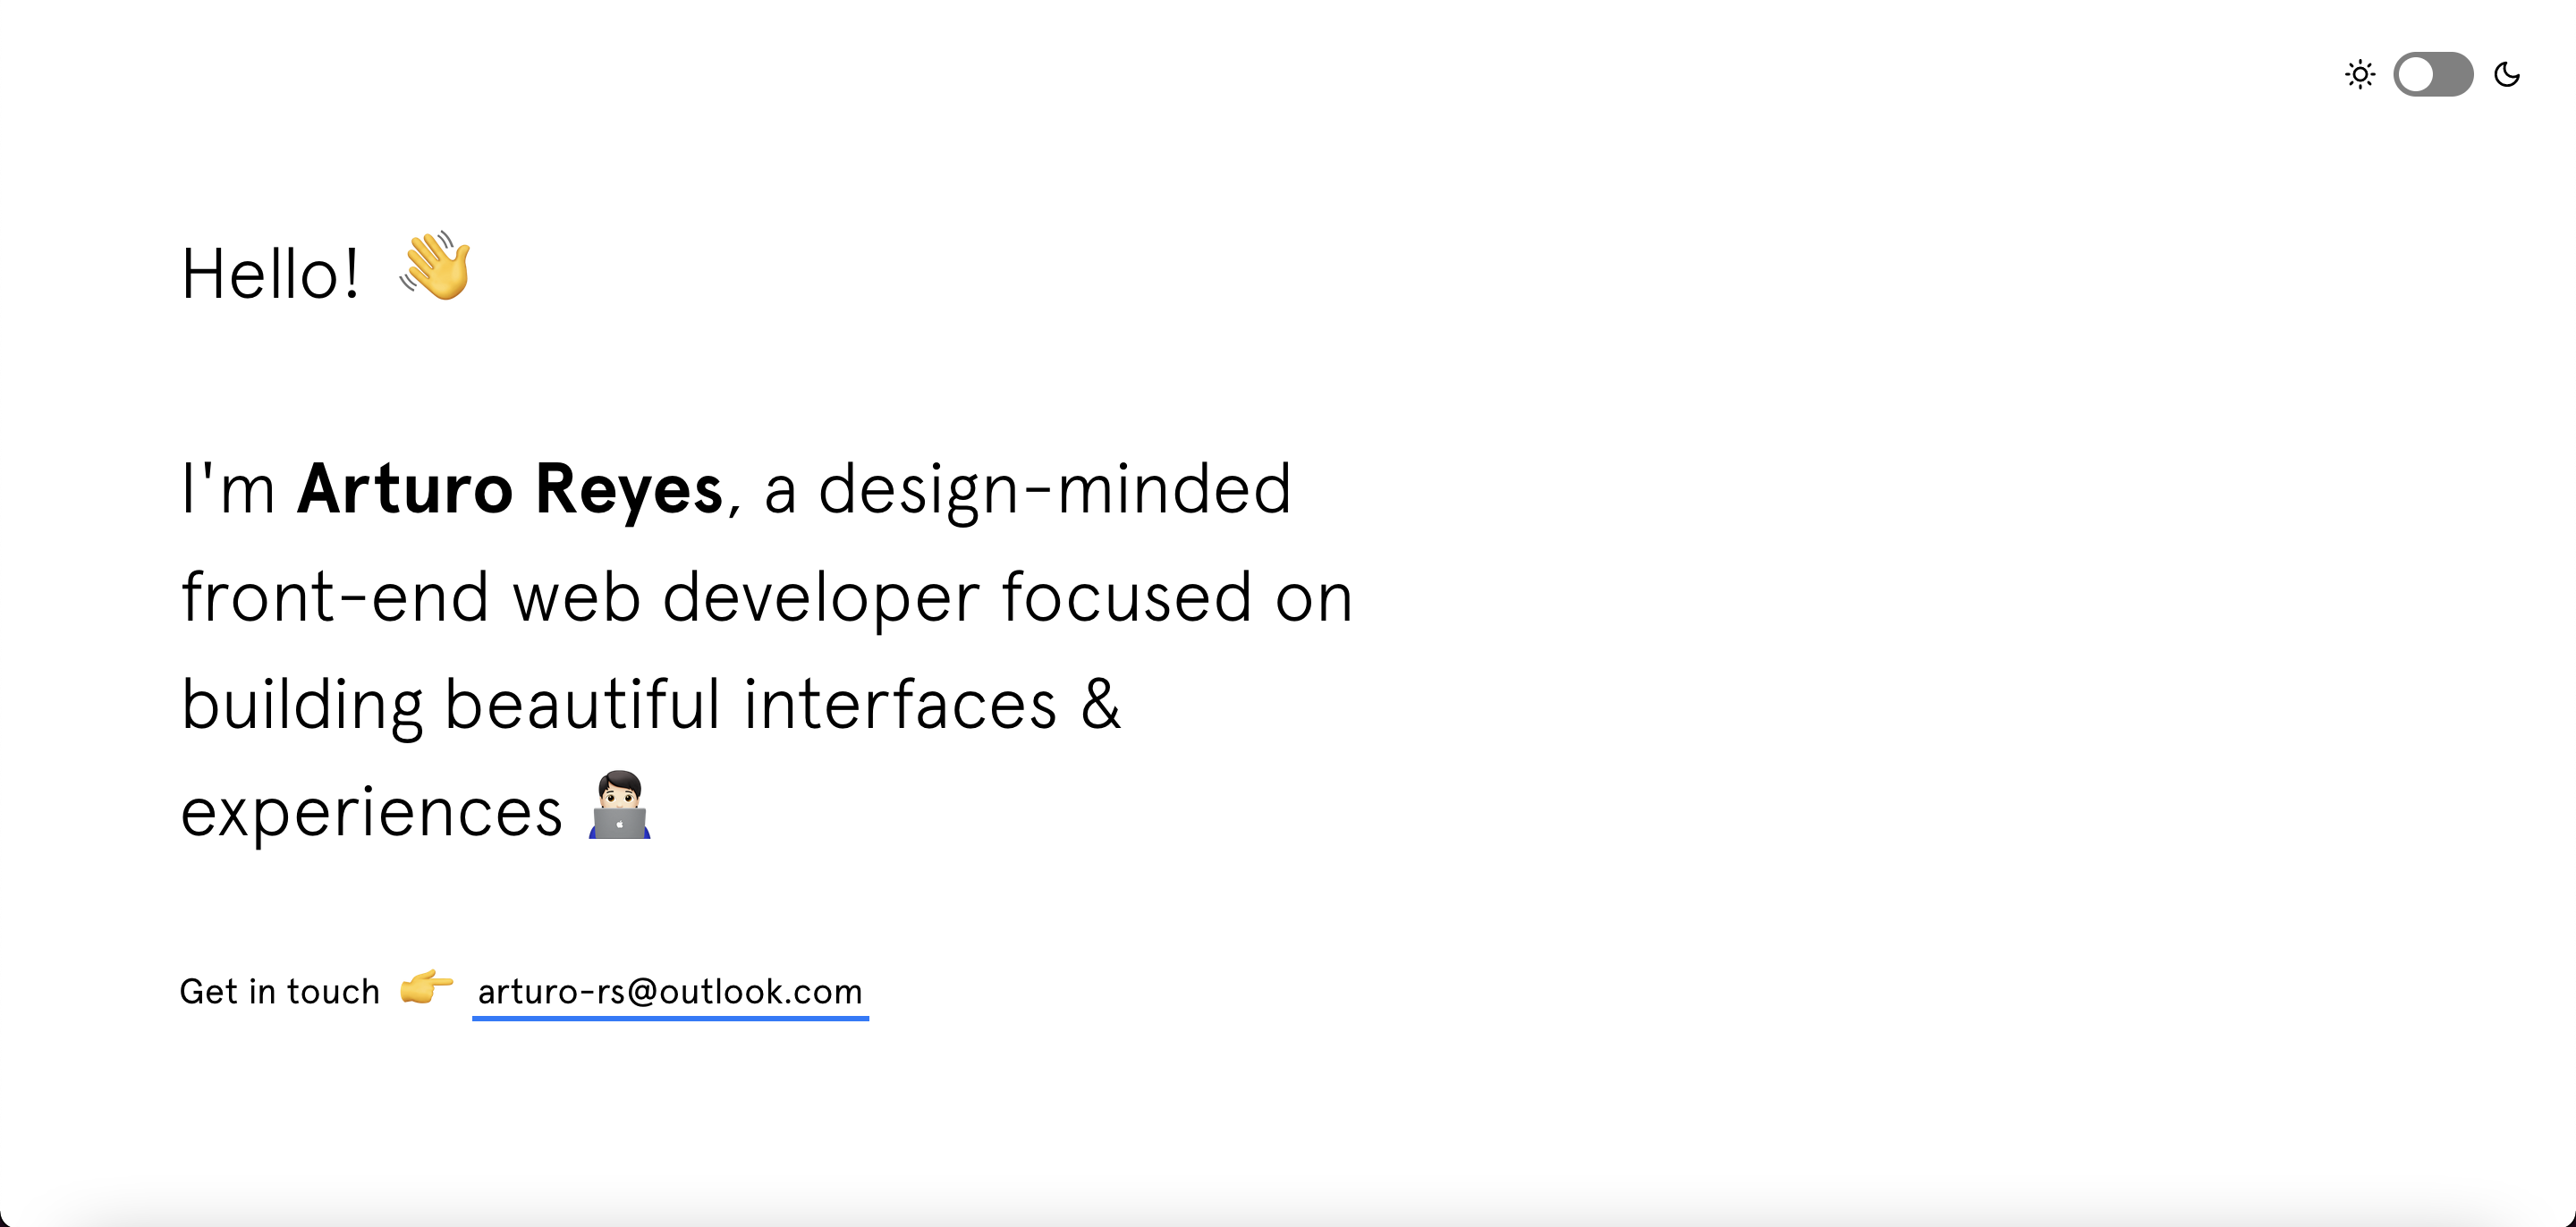 Hello! 👋
I'm Arturo Reyes, a design-minded
front-end web developer focused on
building beautiful interfaces &
experiences 👨🏻‍💻
Get in touch 👉 arturo-rs@outlook.com